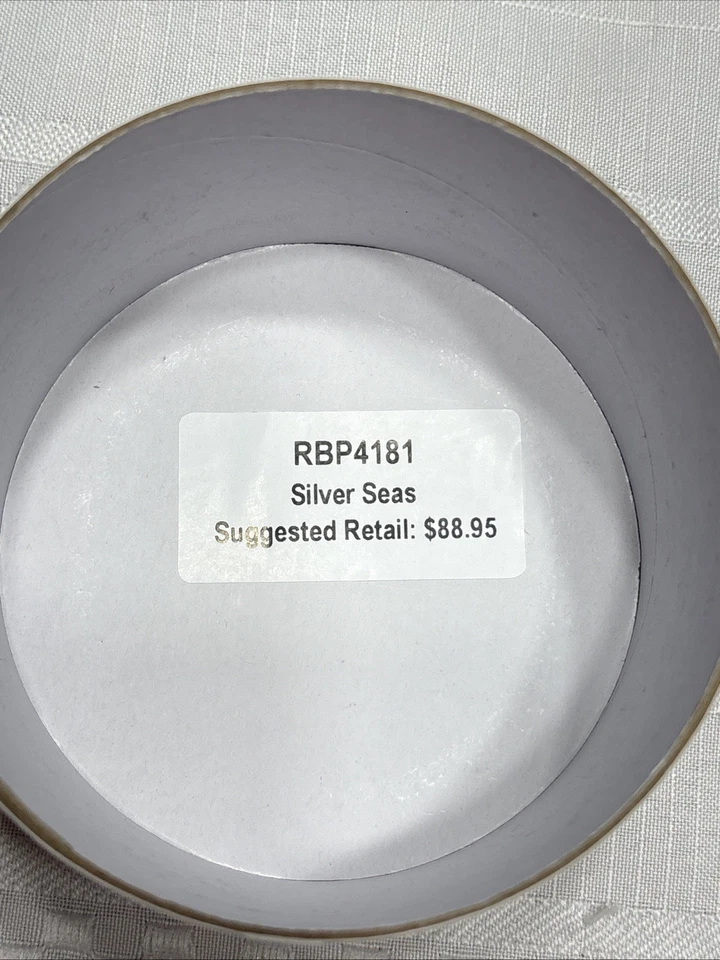 RBP4181
Silver Seas
Suggested Retail: $88.95